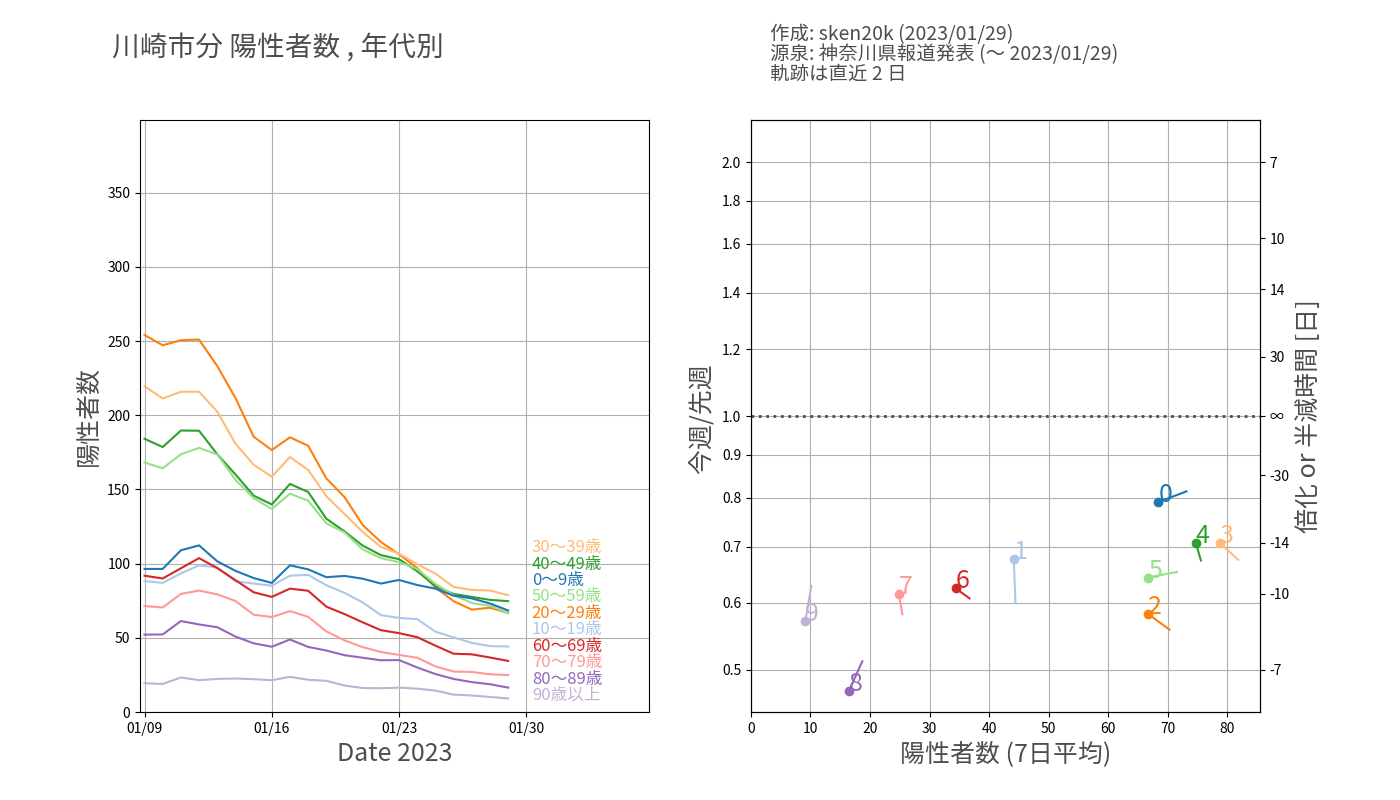 川崎市分 陽性者数 , 年代別
作成: sken20k (2023/01/29)
源泉: 神奈川県報道発表 (～ 2023/01/29)
軌跡は直近 2 日
陽性者数
350
300
250
200
150
100
50
0
01/09
01/16
01/23
01/30
Date 2023
30～39歳
40～49歳
0～9歳
50～59歳
20～29歳
10～19歳
60～69歳
70～79歳
80～89歳
90歳以上
今週/先週
2.0
1.8
1.6
1.4
1.2
1.0
0.9
0.8
0.7
0.6
0.5
0
10
20
30
40
50
60
70
80
陽性者数 (7日平均)
0
1
2
3
4
5
6
7
8
9
7
10
14
30
∞
-30
-14
-10
-7
倍化 or 半減時間 [日]